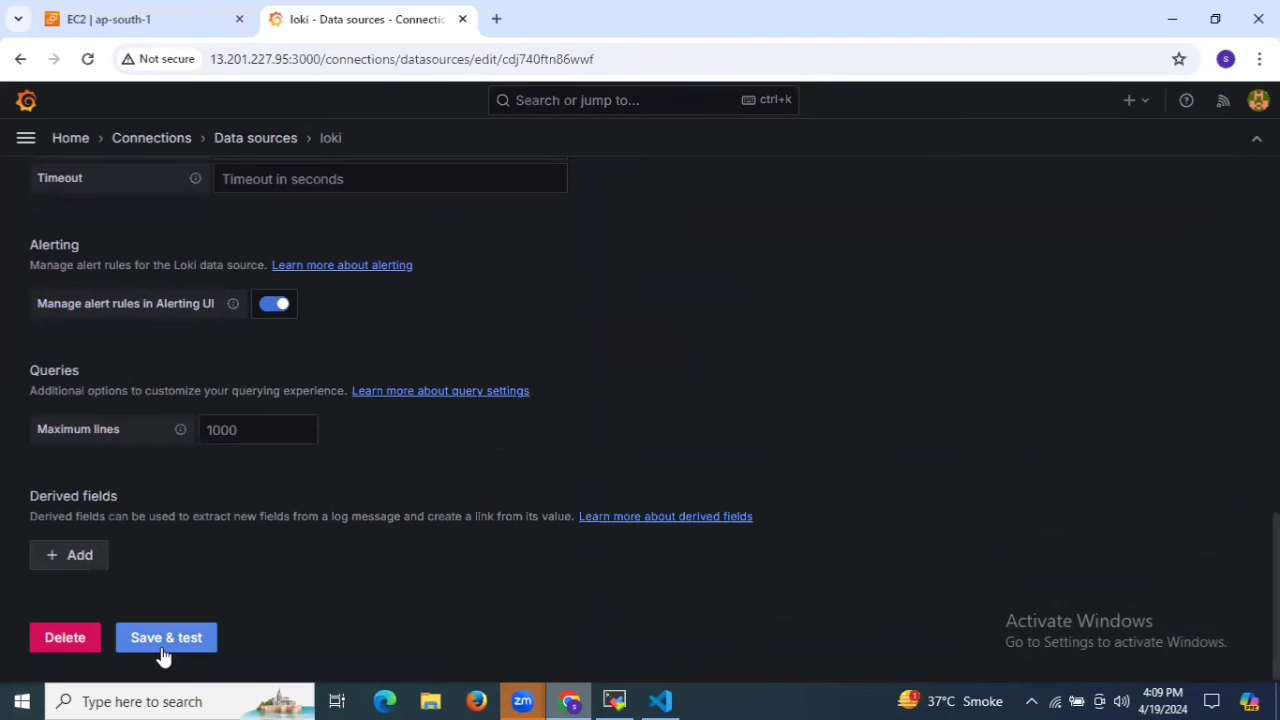 EC2 | ap-south-1
loki - Data sources - Connectic
Not secure
13.201.227.95:3000/connections/datasources/edit/cdj740ftn86wwf
s
Search or jump to...
ctrl+k
Home › Connections › Data sources › loki
Timeout
Timeout in seconds
Alerting
Manage alert rules for the Loki data source. Learn more about alerting
Manage alert rules in Alerting UI
Queries
Additional options to customize your querying experience. Learn more about query settings
Maximum lines
1000
Derived fields
Derived fields can be used to extract new fields from a log message and create a link from its value. Learn more about derived fields
+ Add
Delete
Save & test
Activate Windows
Go to Settings to activate Windows.
Type here to search
zm
37°C Smoke
4:09 PM
4/19/2024